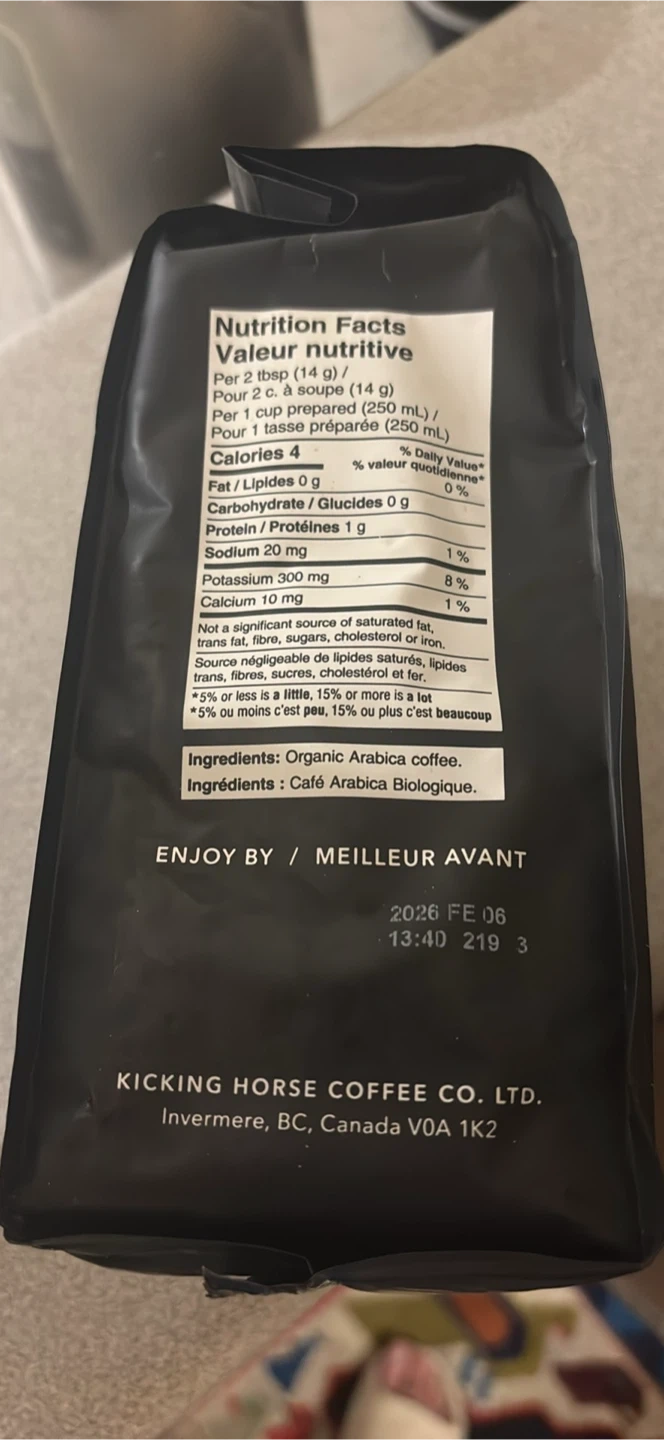 Nutrition Facts
Valeur nutritive
Per 2 tbsp (14 g) /
Pour 2 c. à soupe (14 g)
Per 1 cup prepared (250 mL) /
Pour 1 tasse préparée (250 mL)
Calories 4
% Daily Value*
% valeur quotidienne*
Fat / Lipides 0 g 0 %
Carbohydrate / Glucides 0 g
Protein / Protéines 1 g
Sodium 20 mg 1 %
Potassium 300 mg 8 %
Calcium 10 mg 1 %
Not a significant source of saturated fat,
trans fat, fibre, sugars, cholesterol or iron.
Source négligeable de lipides saturés, lipides
trans, fibres, sucres, cholestérol et fer.
*5% or less is a little, 15% or more is a lot
*5% ou moins c'est peu, 15% ou plus c'est beaucoup
Ingredients: Organic Arabica coffee.
Ingrédients : Café Arabica Biologique.
ENJOY BY / MEILLEUR AVANT
2026 FE 06
13:40 219 3
KICKING HORSE COFFEE CO. LTD.
Invermere, BC, Canada V0A 1K2